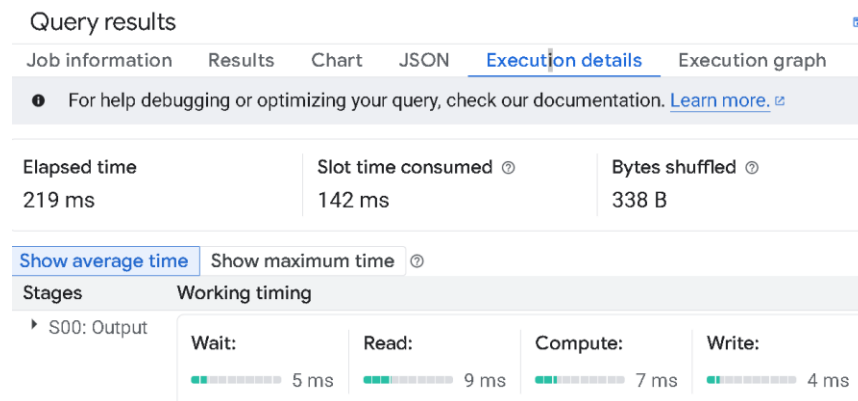 Query results
Job information Results Chart JSON Execution details Execution graph
For help debugging or optimizing your query, check our documentation. Learn more.
Elapsed time Slot time consumed Bytes shuffled
219 ms 142 ms 338 B
Show average time Show maximum time
Stages Working timing
S00: Output
Wait: Read: Compute: Write:
5 ms 9 ms 7 ms 4 ms